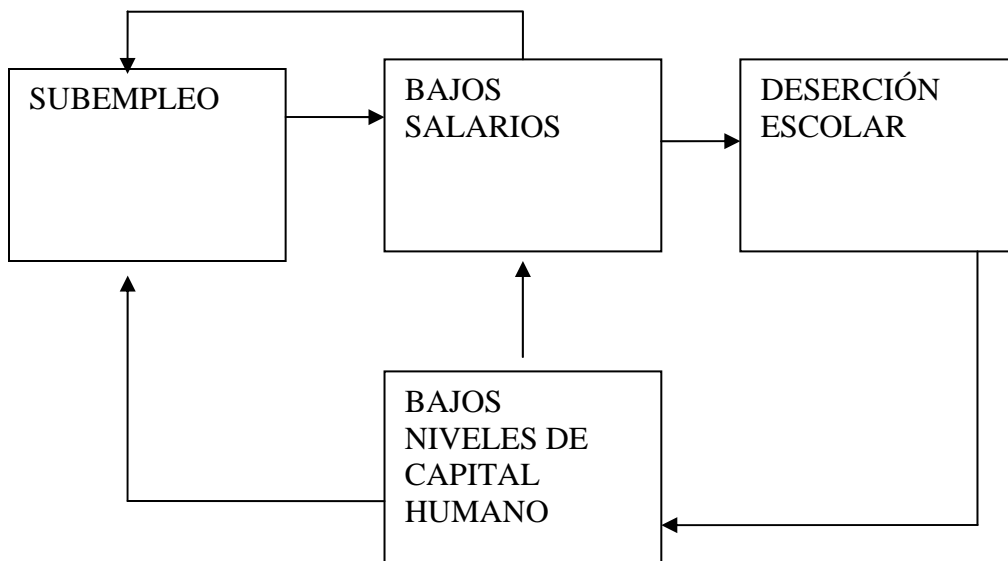 SUBEMPLEO
BAJOS
SALARIOS
DESERCIÓN
ESCOLAR
BAJOS
NIVELES DE
CAPITAL
HUMANO